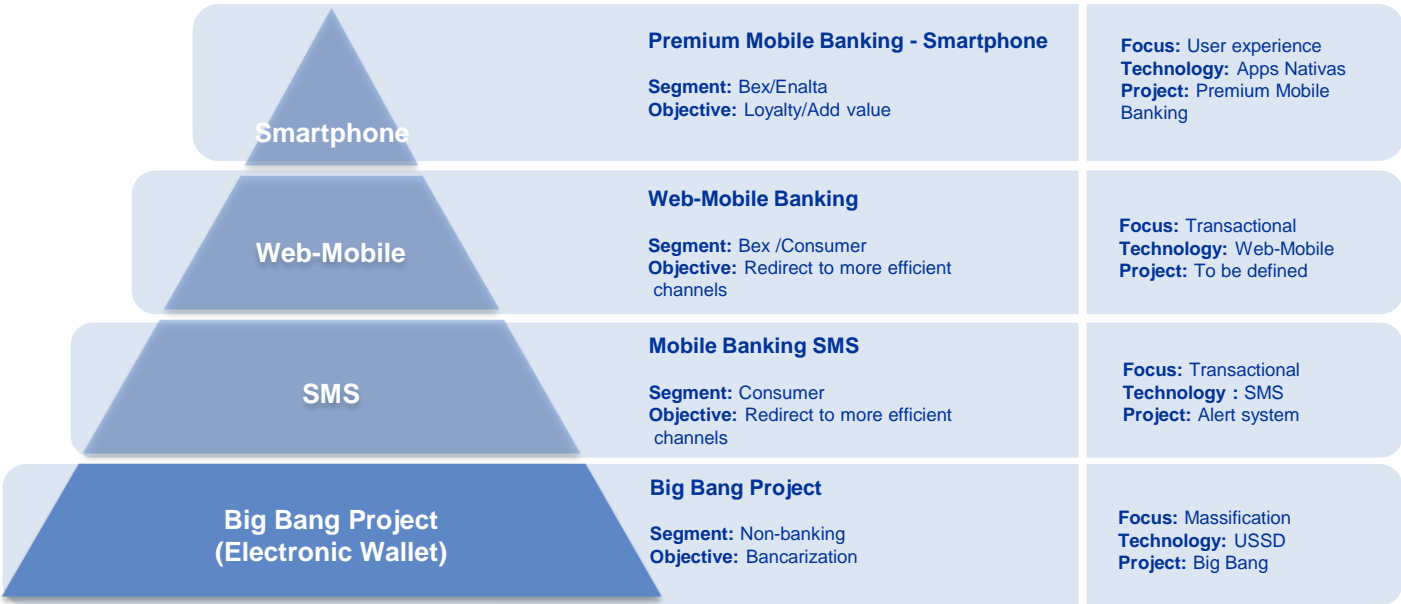 Smartphone
Premium Mobile Banking - Smartphone
Segment: Bex/Enalta
Objective: Loyalty/Add value
Focus: User experience
Technology: Apps Nativas
Project: Premium Mobile
Banking
Web-Mobile
Web-Mobile Banking
Segment: Bex /Consumer
Objective: Redirect to more efficient
channels
Focus: Transactional
Technology: Web-Mobile
Project: To be defined
SMS
Mobile Banking SMS
Segment: Consumer
Objective: Redirect to more efficient
channels
Focus: Transactional
Technology : SMS
Project: Alert system
Big Bang Project
(Electronic Wallet)
Big Bang Project
Segment: Non-banking
Objective: Bancarization
Focus: Massification
Technology: USSD
Project: Big Bang